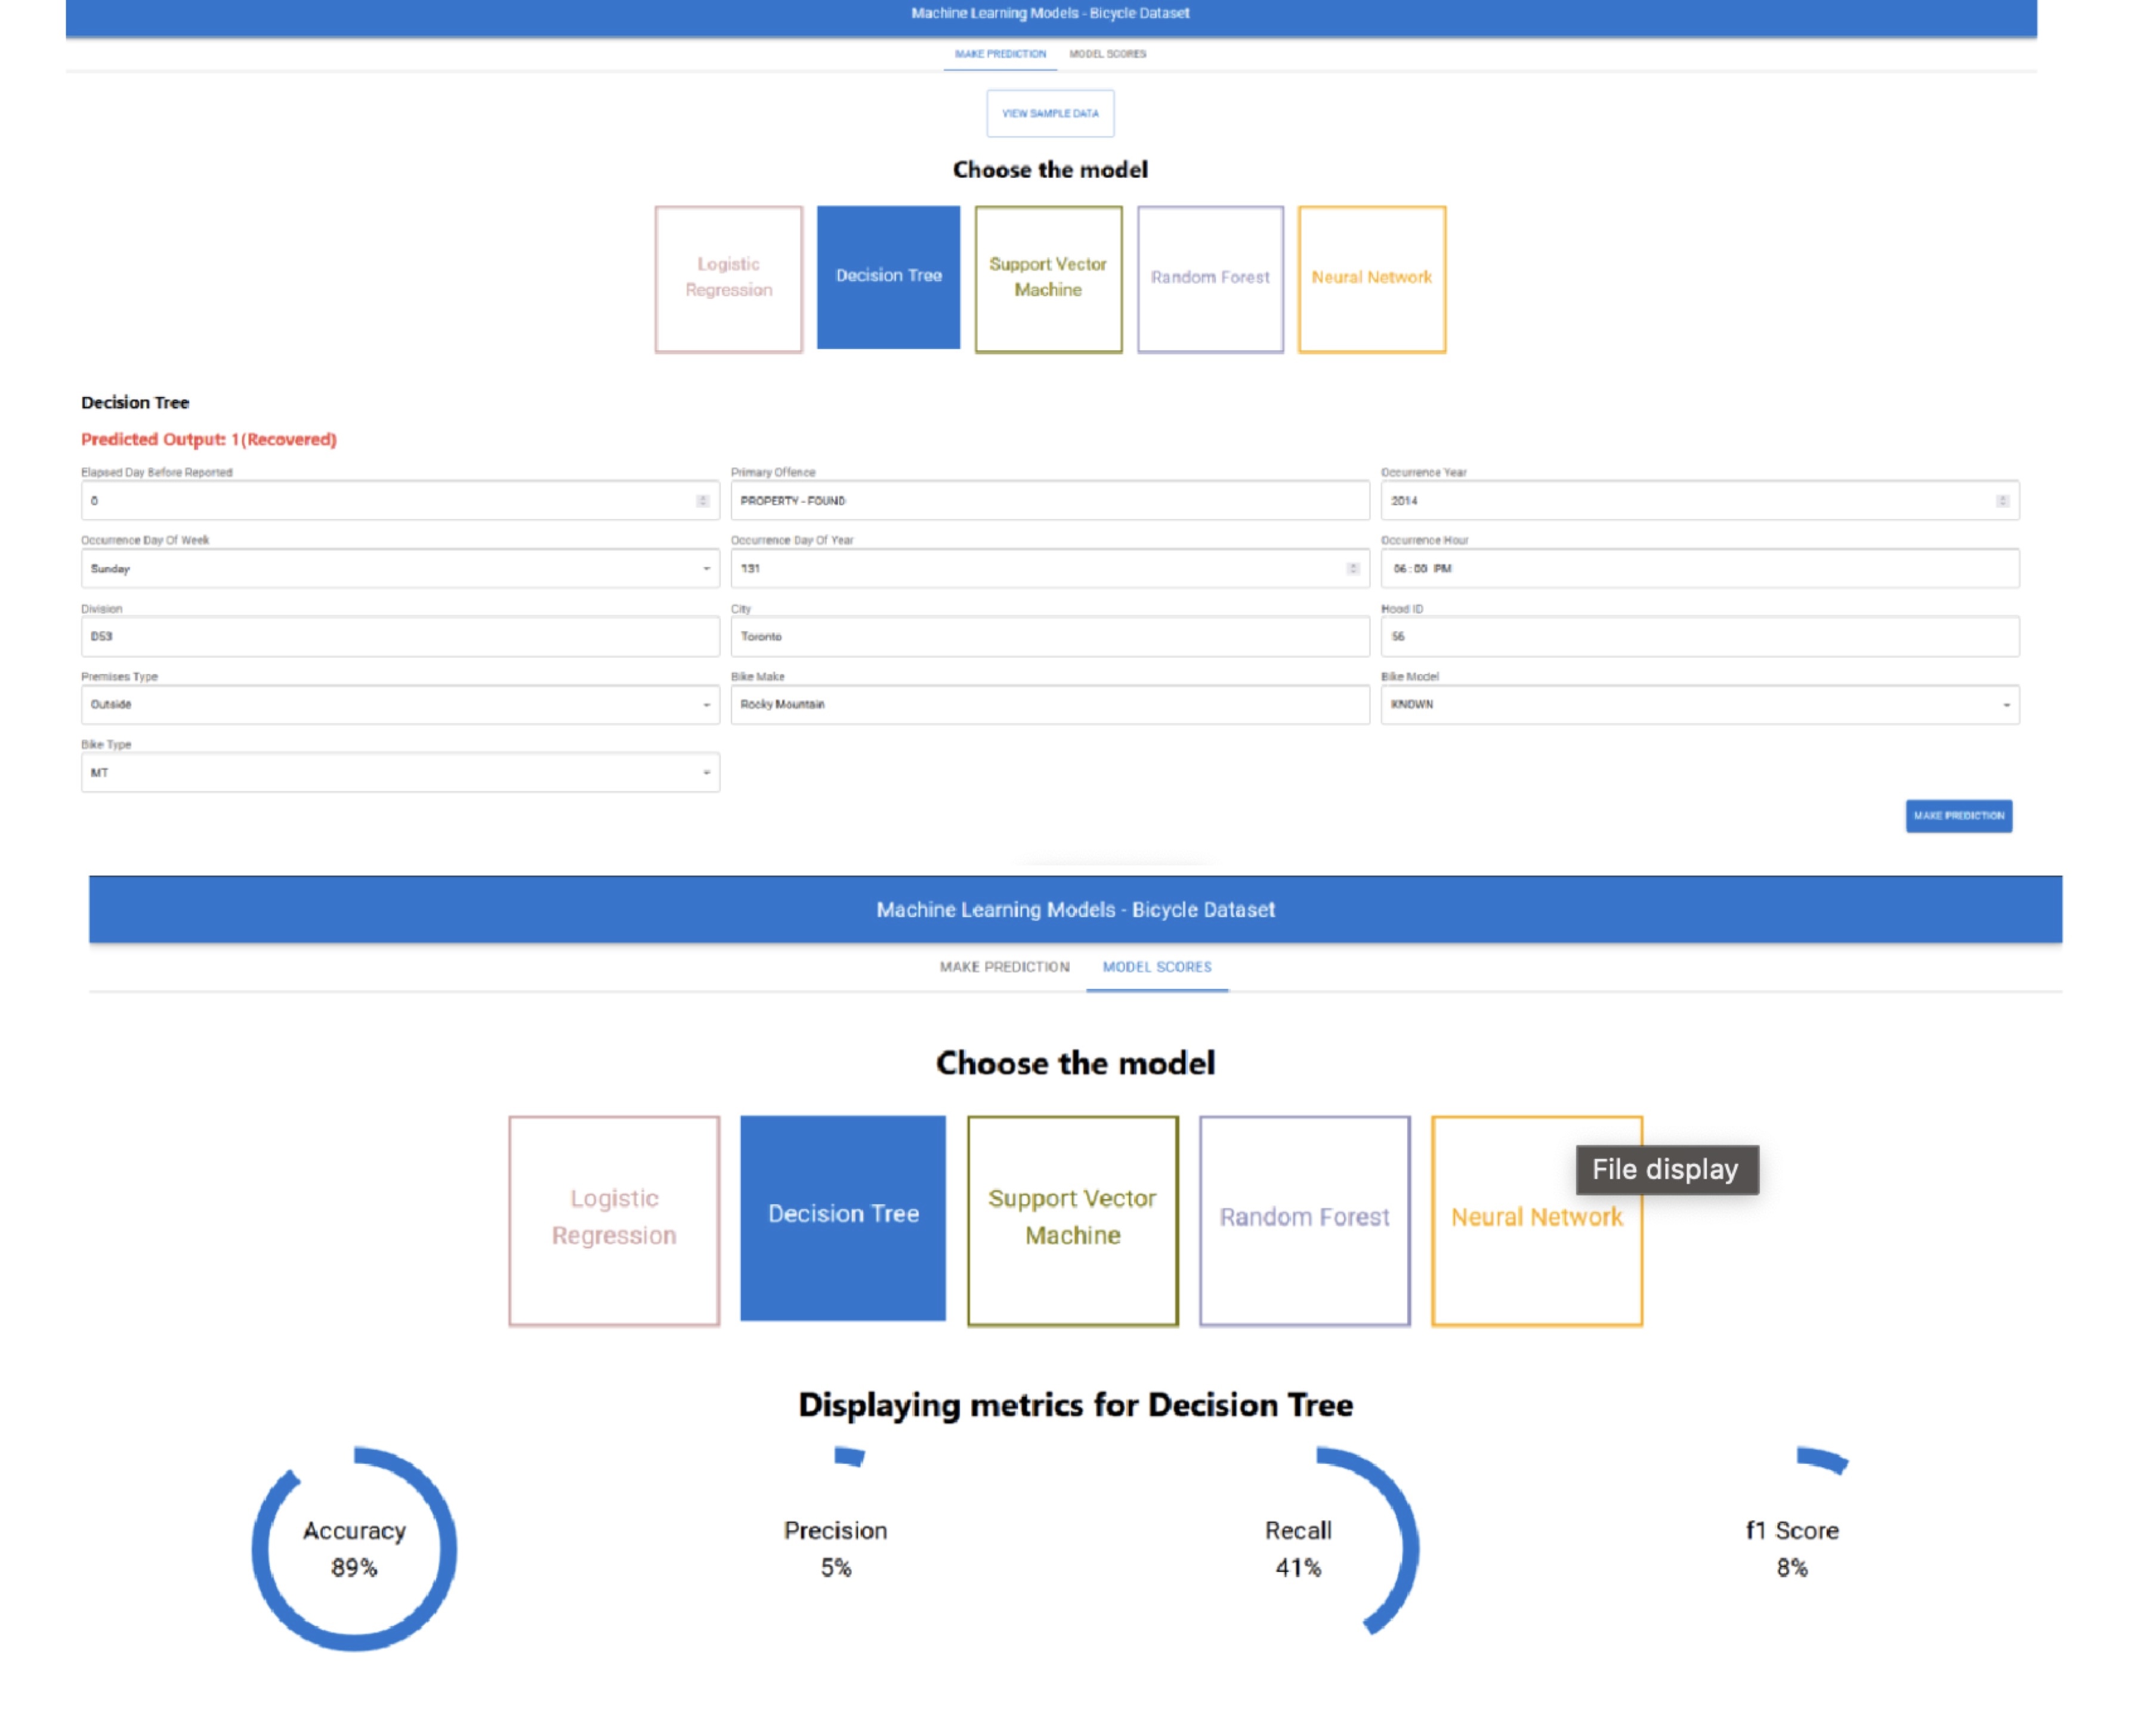 Machine Learning Models - Bicycle Dataset
MAKE PREDICTION MODEL SCORES
VIEW SAMPLE DATA
Choose the model
Logistic
Regression
Decision Tree
Support Vector
Machine
Random Forest
Neural Network
Decision Tree
Predicted Output: 1(Recovered)
Elapsed Day Before Reported
0
Primary Offence
PROPERTY - FOUND
Occurrence Year
2014
Occurrence Day Of Week
Sunday
Occurrence Day Of Year
131
Occurrence Hour
06:00 PM
Division
D53
City
Toronto
Hood ID
56
Premises Type
Outside
Bike Make
Rocky Mountain
Bike Model
KNOWN
Bike Type
MT
MAKE PREDICTION
Machine Learning Models - Bicycle Dataset
MAKE PREDICTION MODEL SCORES
Choose the model
Logistic
Regression
Decision Tree
Support Vector
Machine
Random Forest
File display
Neural Network
Displaying metrics for Decision Tree
Accuracy
89%
Precision
5%
Recall
41%
f1 Score
8%